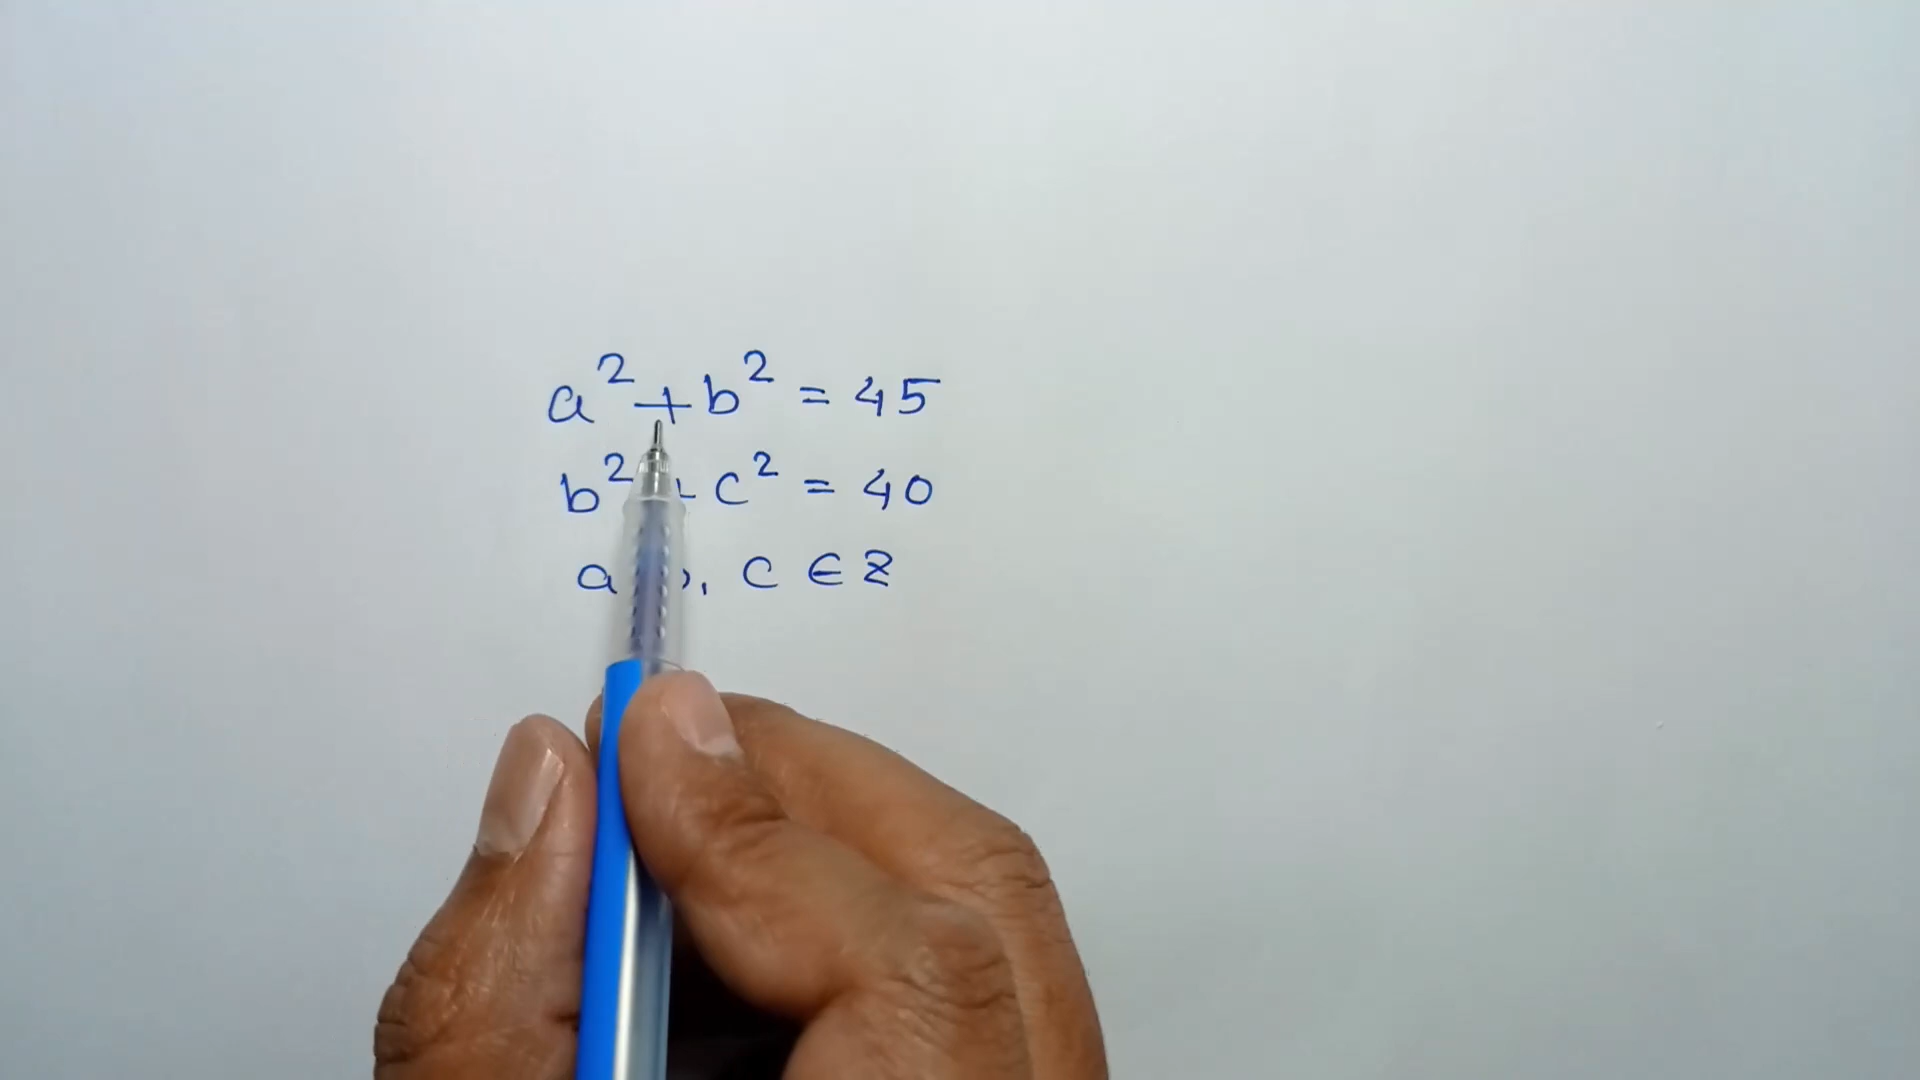 a² + b² = 45
b² + c² = 40
a, b, c ∈ Z